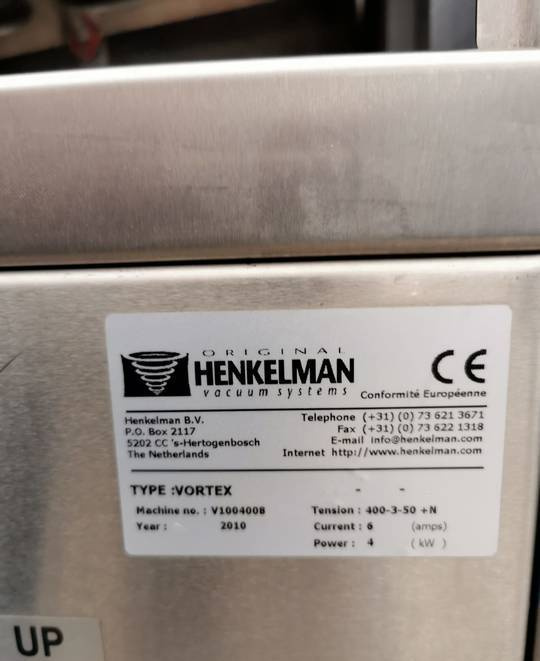 ORIGINAL
HENKELMAN
vacuum systems
CE
Conformité Européenne
Henkelman B.V.
P.O. Box 2117
5202 CC 's-Hertogenbosch
The Netherlands
Telephone (+31) (0) 73 621 3671
Fax (+31) (0) 73 622 1318
E-mail info@henkelman.com
Internet http://www.henkelman.com
TYPE :VORTEX - -
Machine no. : V1004008
Year : 2010
Tension : 400-3-50 +N
Current : 6 (amps)
Power : 4 (kW)
UP